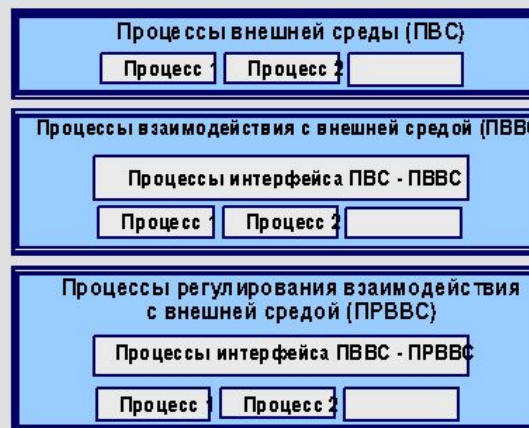 Процессы внешней среды (ПВС)
Процесс 1 Процесс 2
Процессы взаимодействия с внешней средой (ПВВС
Процессы интерфейса ПВС - ПВВС
Процесс 1 Процесс 2
Процессы регулирования взаимодействия
с внешней средой (ПРВВС)
Процессы интерфейса ПВВС - ПРВВС
Процесс 1 Процесс 2